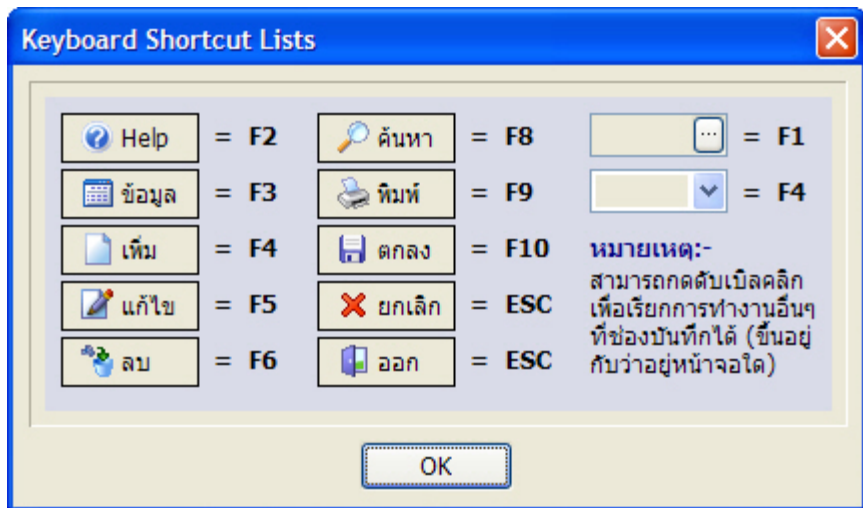 Keyboard Shortcut Lists
Help = F2
ข้อมูล = F3
เพิ่ม = F4
แก้ไข = F5
ลบ = F6
ค้นหา = F8
พิมพ์ = F9
ตกลง = F10
ยกเลิก = ESC
ออก = ESC
... = F1
= F4
หมายเหตุ:-
สามารถกดดับเบิลคลิก
เพื่อเรียกการทำงานอื่นๆ
ที่ช่องบันทึกได้ (ขึ้นอยู่
กับว่าอยู่หน้าจอใด)
OK